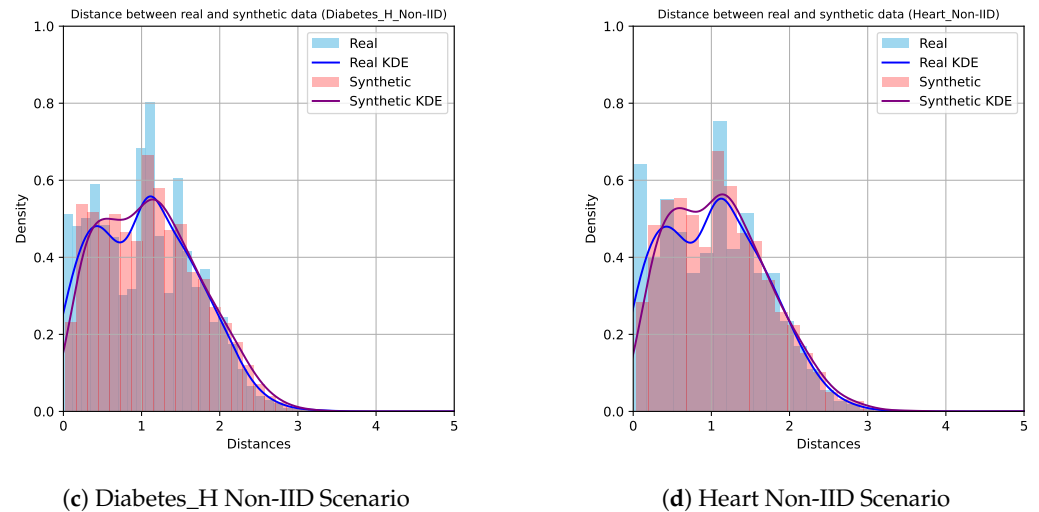 Distance between real and synthetic data (Diabetes_H_Non-IID)
1.0
0.8
0.6
0.4
0.2
0.0
Density
Real
Real KDE
Synthetic
Synthetic KDE
0 1 2 3 4 5
Distances
(c) Diabetes_H Non-IID Scenario
Distance between real and synthetic data (Heart_Non-IID)
1.0
0.8
0.6
0.4
0.2
0.0
Density
Real
Real KDE
Synthetic
Synthetic KDE
0 1 2 3 4 5
Distances
(d) Heart Non-IID Scenario